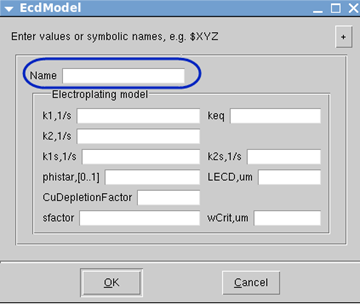 EcdModel
Enter values or symbolic names, e.g. $XYZ
+
Name
Electroplating model
k1,1/s
keq
k2,1/s
k1s,1/s
k2s,1/s
phistar,[0..1]
LECD,um
CuDepletionFactor
sfactor
wCrit,um
OK
Cancel